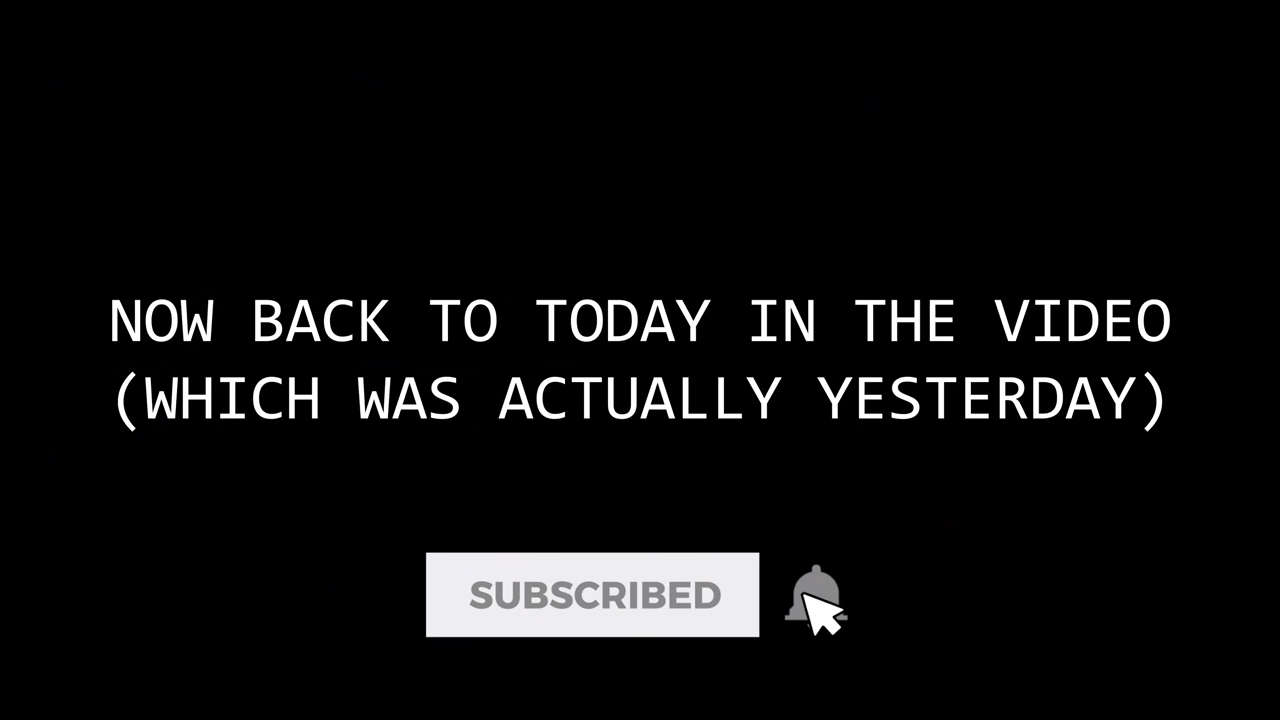 NOW BACK TO TODAY IN THE VIDEO
(WHICH WAS ACTUALLY YESTERDAY)
SUBSCRIBED